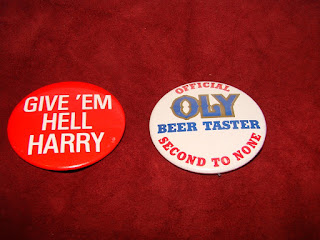 GIVE 'EM
HELL
HARRY
OFFICIAL
OLY
BEER TASTER
SECOND TO NONE